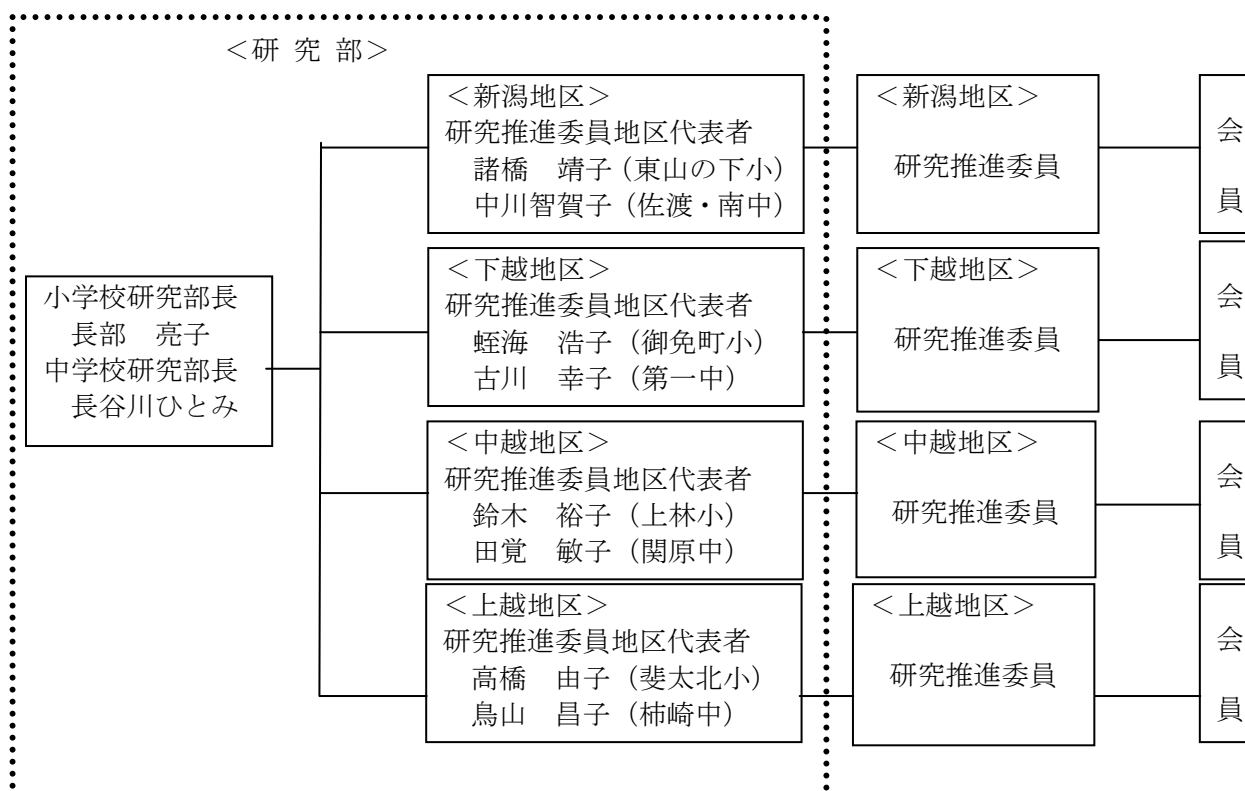 ＜研 究 部＞
小学校研究部長
長部　亮子
中学校研究部長
長谷川ひとみ
＜新潟地区＞
研究推進委員地区代表者
諸橋　靖子（東山の下小）
中川智賀子（佐渡・南中）
＜新潟地区＞
研究推進委員
会
員
＜下越地区＞
研究推進委員地区代表者
蛭海　浩子（御免町小）
古川　幸子（第一中）
＜下越地区＞
研究推進委員
会
員
＜中越地区＞
研究推進委員地区代表者
鈴木　裕子（上林小）
田覚　敏子（関原中）
＜中越地区＞
研究推進委員
会
員
＜上越地区＞
研究推進委員地区代表者
高橋　由子（斐太北小）
鳥山　昌子（柿崎中）
＜上越地区＞
研究推進委員
会
員